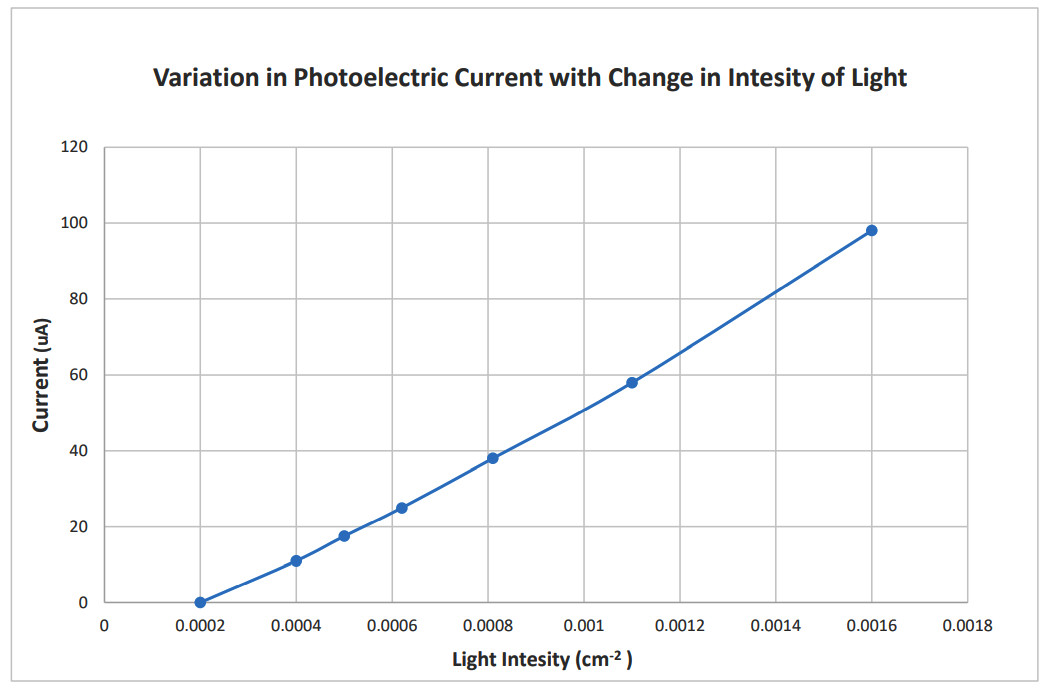 Variation in Photoelectric Current with Change in Intesity of Light
120
100
80
60
40
20
0
Current (uA)
0 0.0002 0.0004 0.0006 0.0008 0.001 0.0012 0.0014 0.0016 0.0018
Light Intesity (cm⁻²)